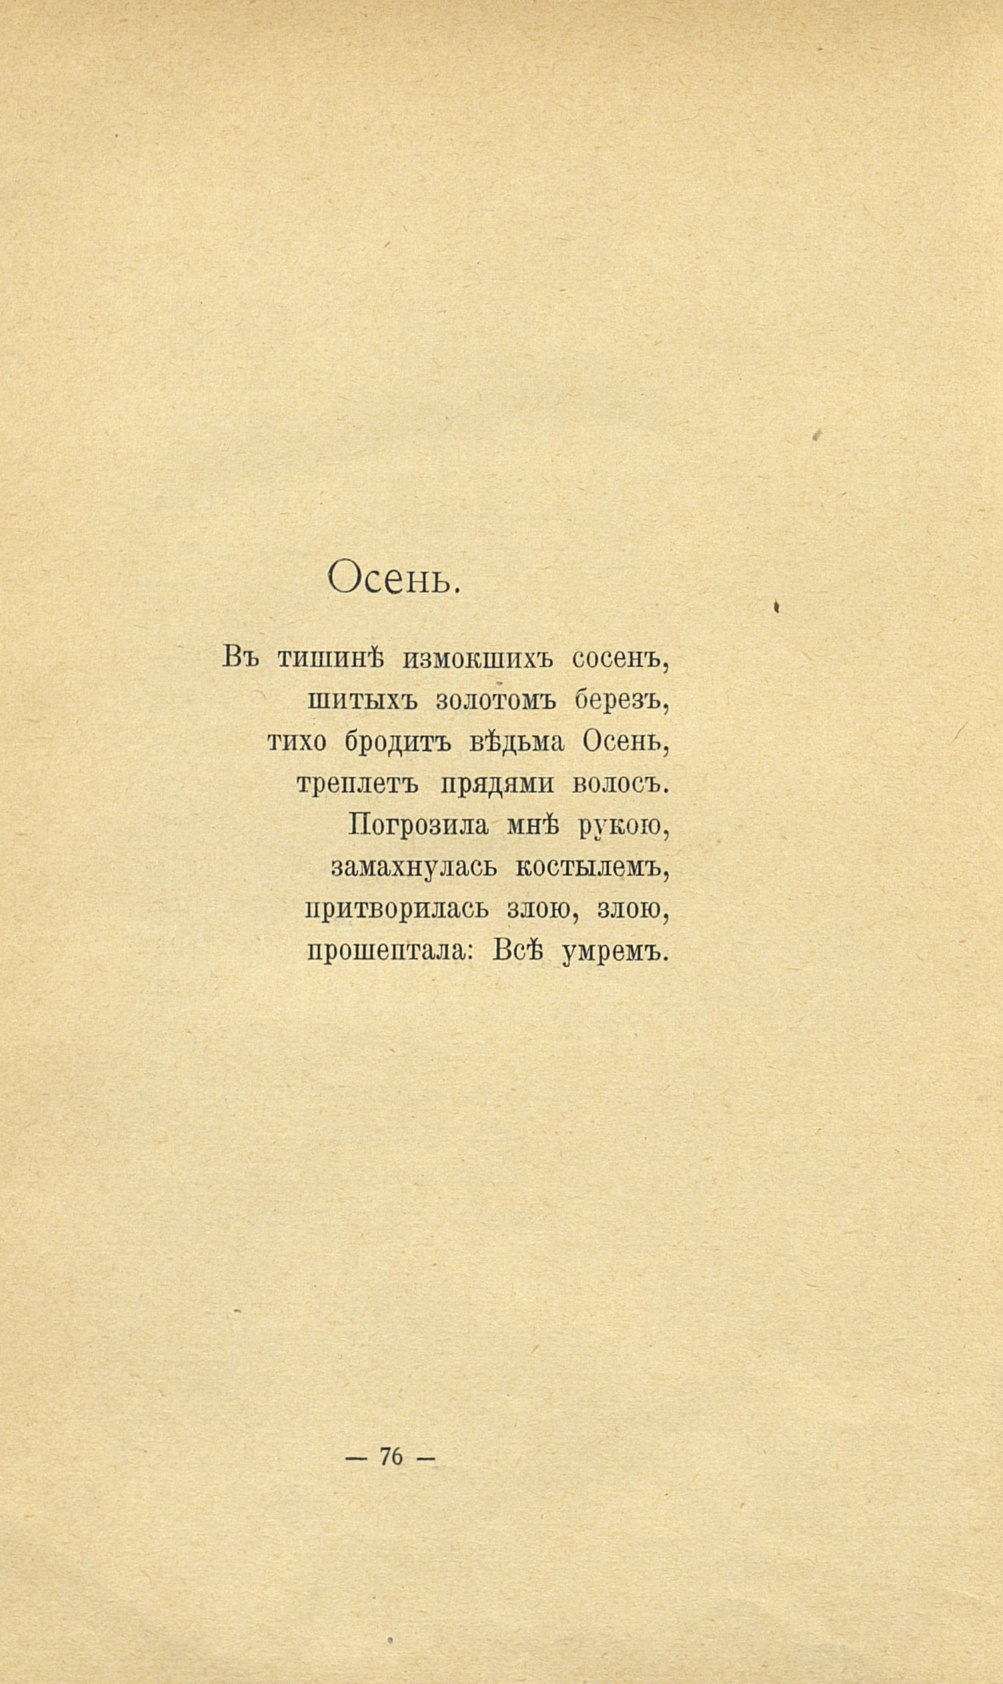 Осень.
Въ тишинѣ измокшихъ сосенъ,
шитыхъ золотомъ березъ,
тихо бродитъ вѣдьма Осень,
треплетъ прядями волосъ.
Погрозила мнѣ рукою,
замахнулась костылемъ,
притворилась злою, злою,
прошептала: Всѣ умремъ.
— 76 —